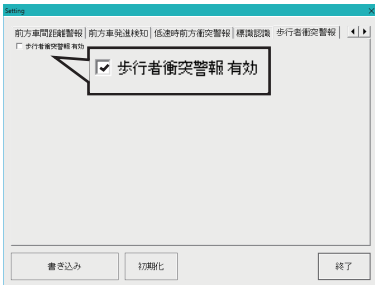 Setting
前方車間距離警報 前方車発進検知 低速時前方衝突警報 標識認識 歩行者衝突警報
歩行者衝突警報 有効
歩行者衝突警報 有効
書き込み 初期化 終了